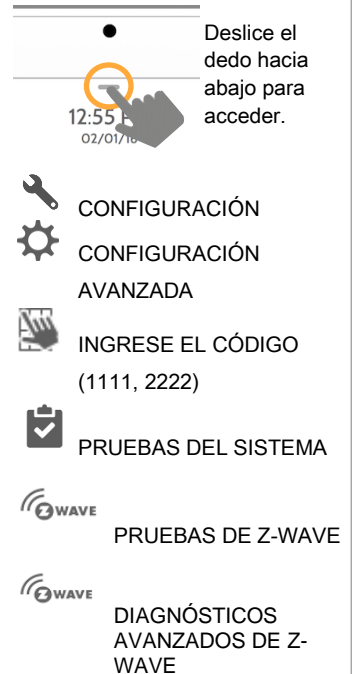 Deslice el
dedo hacia
abajo para
acceder.
12:55
02/01/
CONFIGURACIÓN
CONFIGURACIÓN
AVANZADA
INGRESE EL CÓDIGO
(1111, 2222)
PRUEBAS DEL SISTEMA
Z WAVE
PRUEBAS DE Z-WAVE
Z WAVE
DIAGNÓSTICOS
AVANZADOS DE Z-
WAVE